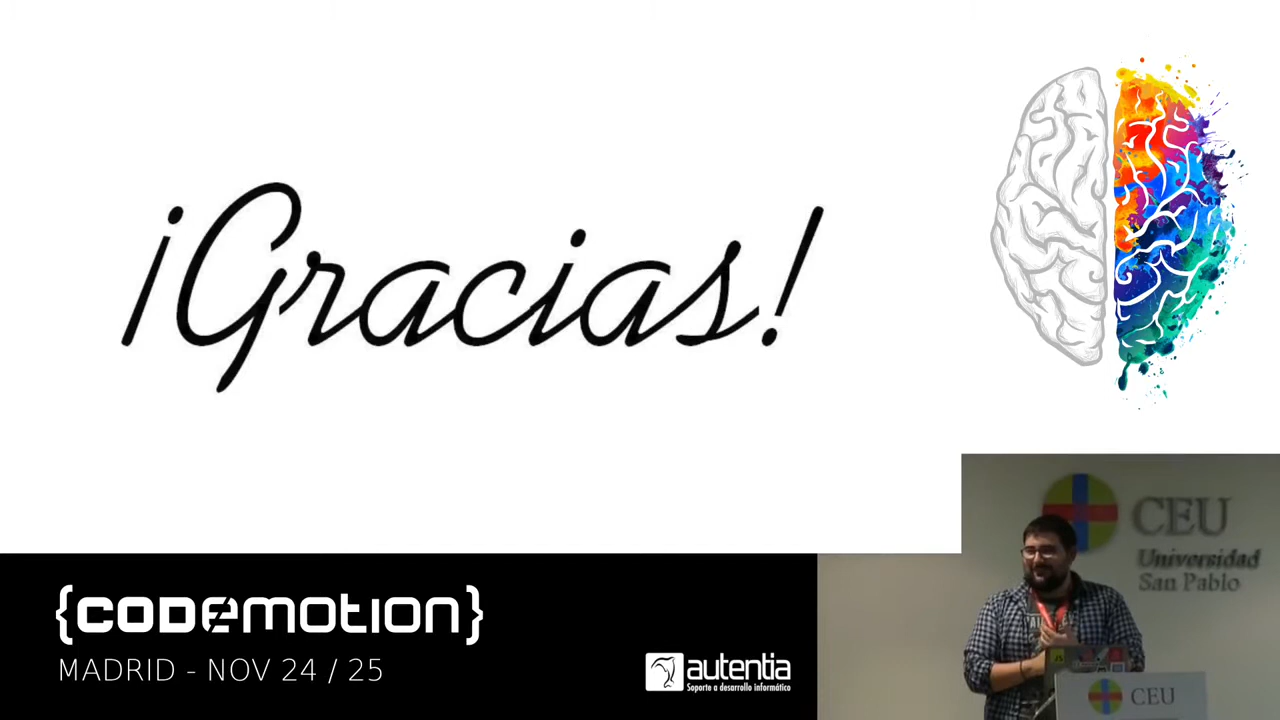 ¡Gracias!
{CODEMOTION}
MADRID - NOV 24 / 25
autentia
Soporte a desarrollo informático
CEU
Universidad
San Pablo
CEU